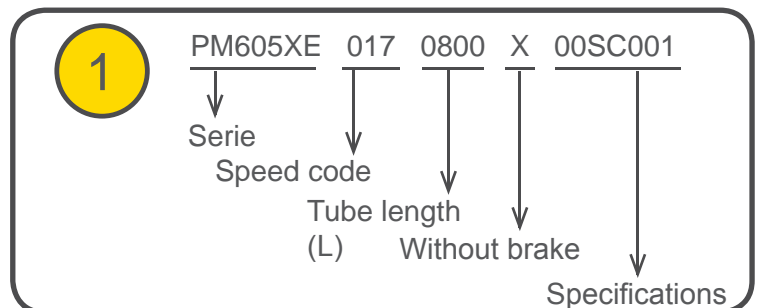 1
PM605XE 017 0800 X 00SC001
Serie
Speed code
Tube length
(L) Without brake
Specifications